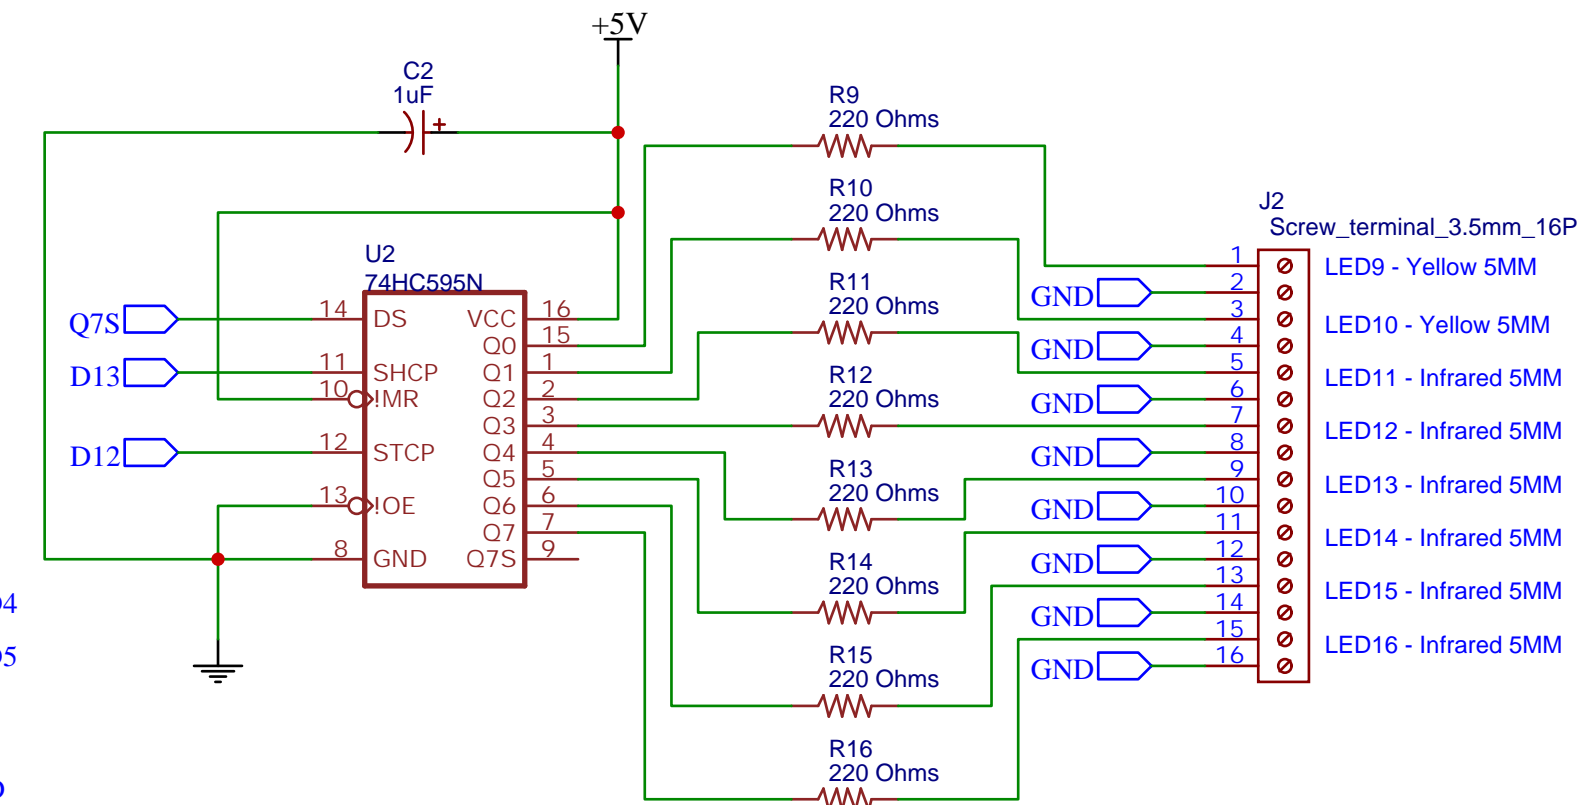 +5V
C2
1uF
R9
220 Ohms
R10
220 Ohms
J2
Screw_terminal_3.5mm_16P
U2
74HC595N
R11
220 Ohms
R12
220 Ohms
R13
220 Ohms
R14
220 Ohms
R15
220 Ohms
R16
220 Ohms
Q7S
D13
D12
14 DS
11 SHCP
10 !MR
12 STCP
13 !OE
8 GND
VCC 16
Q0 15
Q1 1
Q2 2
Q3 3
Q4 4
Q5 5
Q6 6
Q7 7
Q7S 9
+
1
GND 2
3
GND 4
5
GND 6
7
GND 8
9
GND 10
11
GND 12
13
GND 14
15
GND 16
LED9 - Yellow 5MM
LED10 - Yellow 5MM
LED11 - Infrared 5MM
LED12 - Infrared 5MM
LED13 - Infrared 5MM
LED14 - Infrared 5MM
LED15 - Infrared 5MM
LED16 - Infrared 5MM
4
5